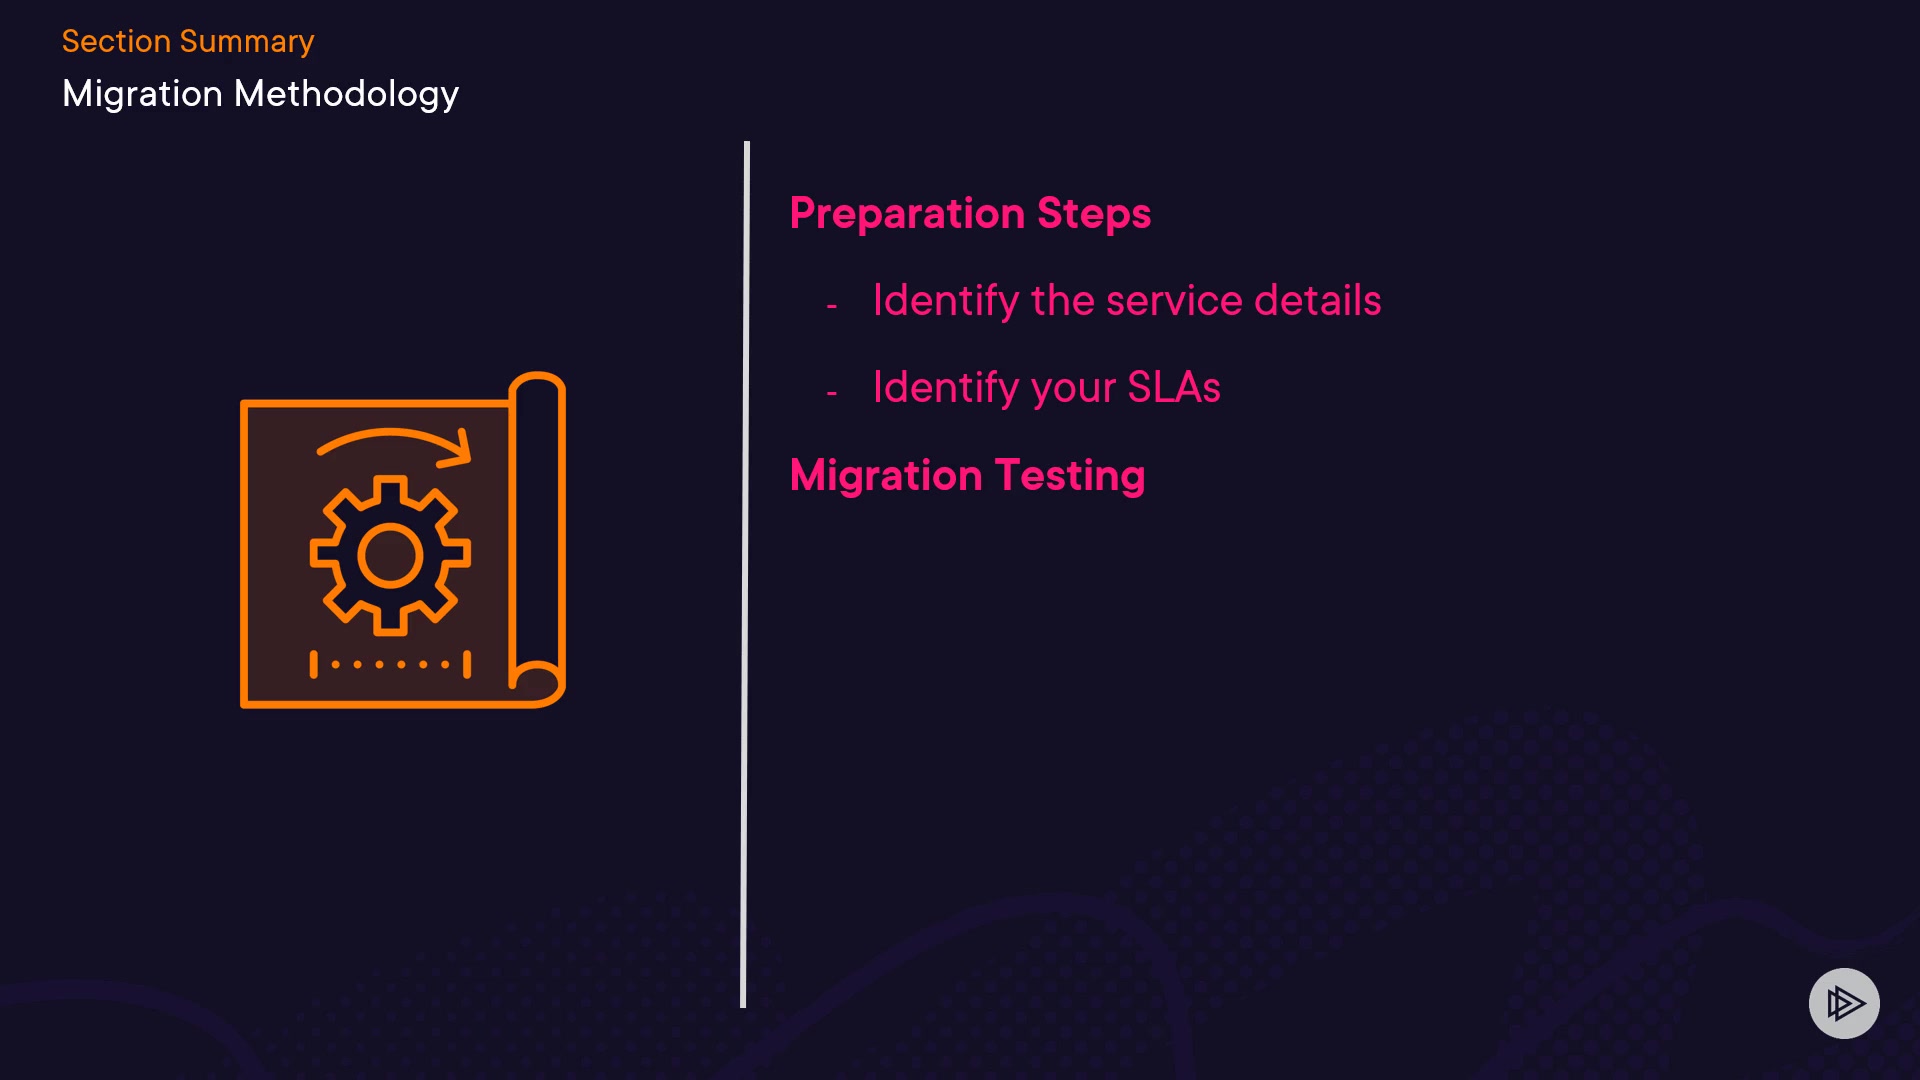 Section Summary
Migration Methodology
Preparation Steps
- Identify the service details
- Identify your SLAs
Migration Testing